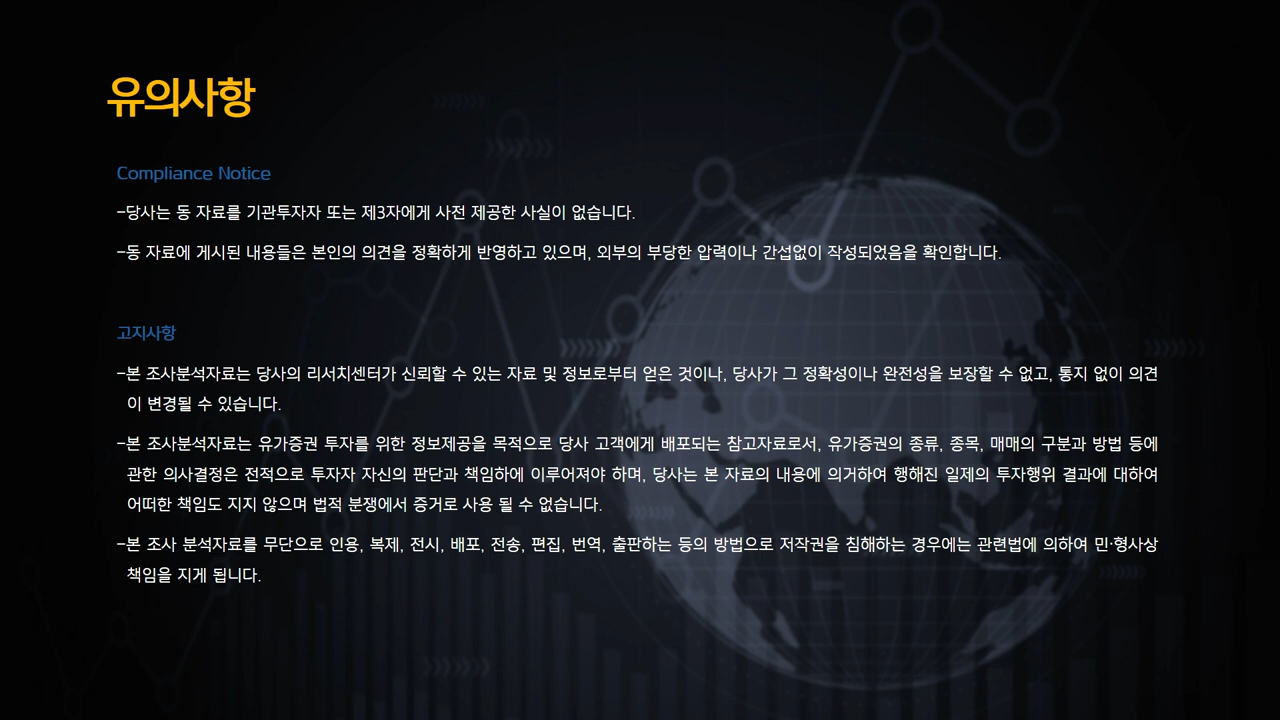 유의사항
Compliance Notice
-당사는 동 자료를 기관투자자 또는 제3자에게 사전 제공한 사실이 없습니다.
-동 자료에 게시된 내용들은 본인의 의견을 정확하게 반영하고 있으며, 외부의 부당한 압력이나 간섭없이 작성되었음을 확인합니다.
고지사항
-본 조사분석자료는 당사의 리서치센터가 신뢰할 수 있는 자료 및 정보로부터 얻은 것이나, 당사가 그 정확성이나 완전성을 보장할 수 없고, 통지 없이 의견
이 변경될 수 있습니다.
-본 조사분석자료는 유가증권 투자를 위한 정보제공을 목적으로 당사 고객에게 배포되는 참고자료로서, 유가증권의 종류, 종목, 매매의 구분과 방법 등에
관한 의사결정은 전적으로 투자자 자신의 판단과 책임하에 이루어져야 하며, 당사는 본 자료의 내용에 의거하여 행해진 일제의 투자행위 결과에 대하여
어떠한 책임도 지지 않으며 법적 분쟁에서 증거로 사용 될 수 없습니다.
-본 조사 분석자료를 무단으로 인용, 복제, 전시, 배포, 전송, 편집, 번역, 출판하는 등의 방법으로 저작권을 침해하는 경우에는 관련법에 의하여 민·형사상
책임을 지게 됩니다.